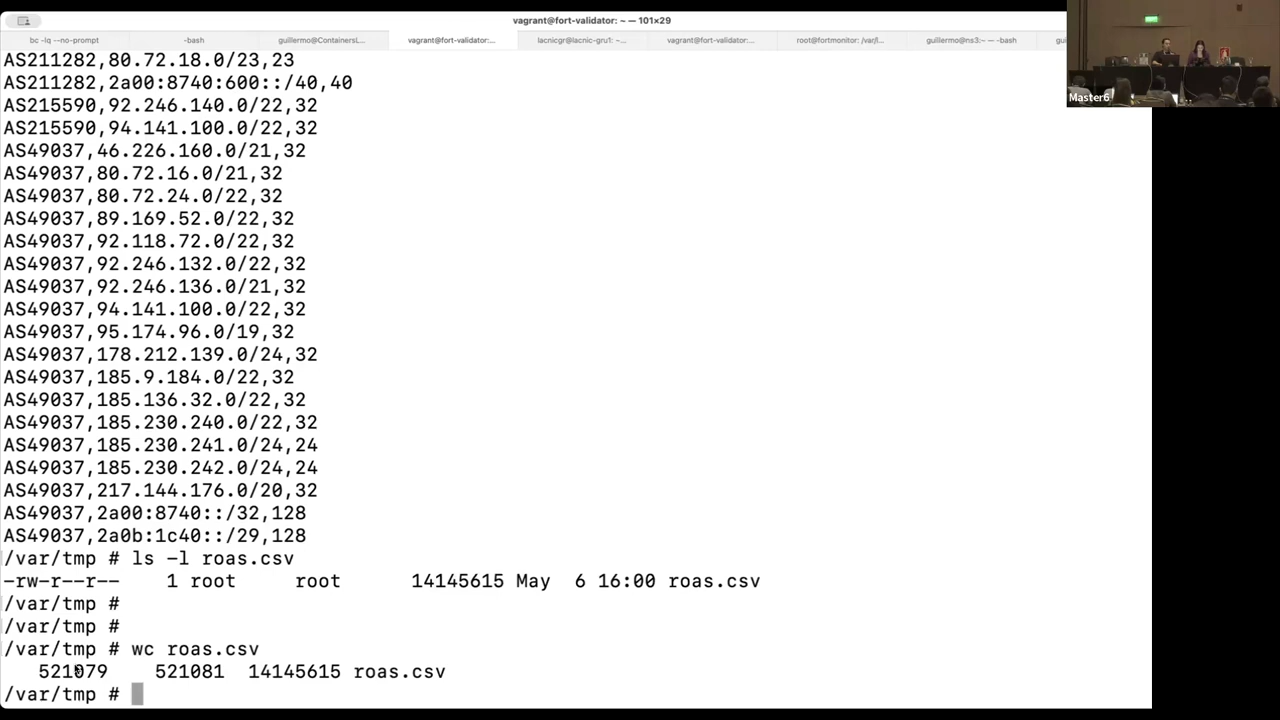 vagrant@fort-validator: ~ — 101×29
bc -lq --no-prompt
-bash
guillermo@ContainersL...
vagrant@fort-validator:...
lacnicgr@lacnic-gru1: ~...
vagrant@fort-validator:...
root@fortmonitor: /var/l...
guillermo@ns3:~ — -bash
AS211282,80.72.18.0/23,23
AS211282,2a00:8740:600::/40,40
AS215590,92.246.140.0/22,32
AS215590,94.141.100.0/22,32
AS49037,46.226.160.0/21,32
AS49037,80.72.16.0/21,32
AS49037,80.72.24.0/22,32
AS49037,89.169.52.0/22,32
AS49037,92.118.72.0/22,32
AS49037,92.246.132.0/22,32
AS49037,92.246.136.0/21,32
AS49037,94.141.100.0/22,32
AS49037,95.174.96.0/19,32
AS49037,178.212.139.0/24,32
AS49037,185.9.184.0/22,32
AS49037,185.136.32.0/22,32
AS49037,185.230.240.0/22,32
AS49037,185.230.241.0/24,24
AS49037,185.230.242.0/24,24
AS49037,217.144.176.0/20,32
AS49037,2a00:8740::/32,128
AS49037,2a0b:1c40::/29,128
/var/tmp # ls -l roas.csv
-rw-r--r-- 1 root root 14145615 May 6 16:00 roas.csv
/var/tmp #
/var/tmp #
/var/tmp # wc roas.csv
521079 521081 14145615 roas.csv
/var/tmp #
Master6